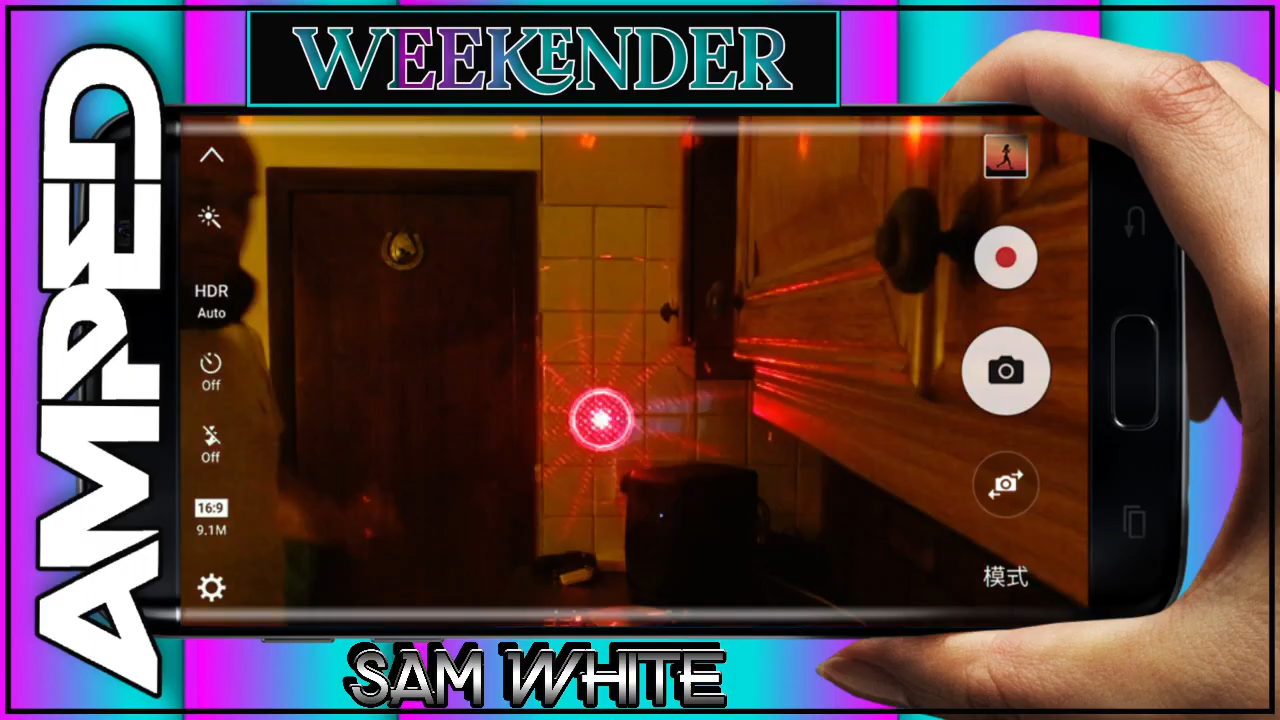 WEEKENDER
AMPED
HDR
Auto
Off
Off
16:9
9.1M
模式
SAM WHITE